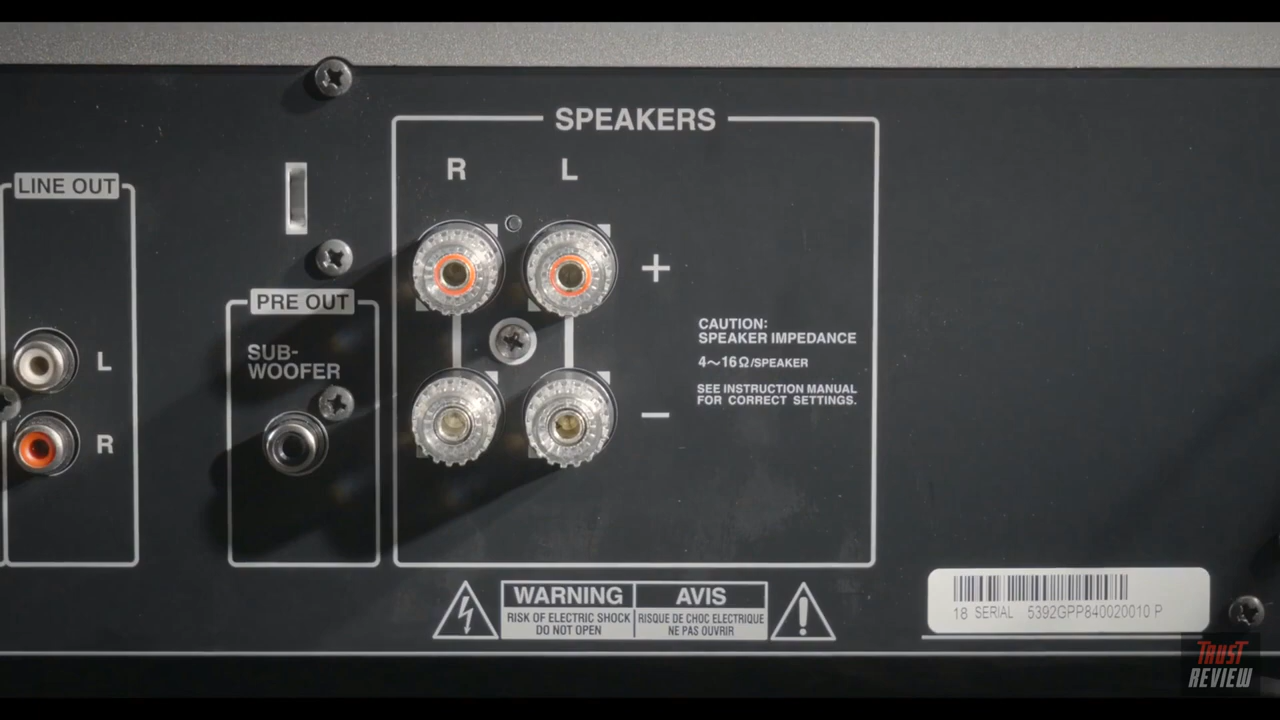 LINE OUT
L
R
PRE OUT
SUB-
WOOFER
SPEAKERS
R L
+
−
CAUTION:
SPEAKER IMPEDANCE
4～16Ω/SPEAKER
SEE INSTRUCTION MANUAL
FOR CORRECT SETTINGS.
WARNING
RISK OF ELECTRIC SHOCK
DO NOT OPEN
AVIS
RISQUE DE CHOC ELECTRIQUE
NE PAS OUVRIR
18 SERIAL 5392GPP840020010 P
TRUST
REVIEW